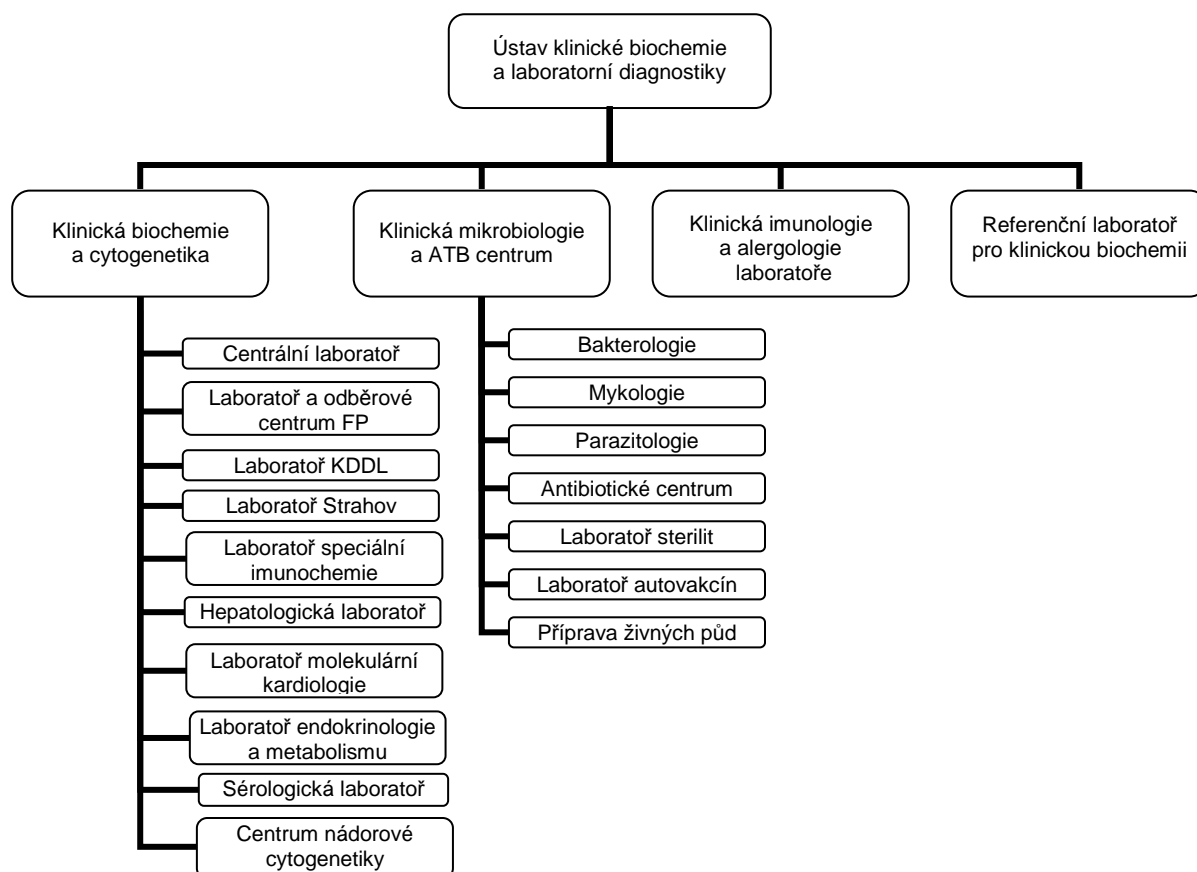 Ústav klinické biochemie
a laboratorní diagnostiky
Klinická biochemie
a cytogenetika
Klinická mikrobiologie
a ATB centrum
Klinická imunologie
a alergologie
laboratoře
Referenční laboratoř
pro klinickou biochemii
Centrální laboratoř
Laboratoř a odběrové
centrum FP
Laboratoř KDDL
Laboratoř Strahov
Laboratoř speciální
imunochemie
Hepatologická laboratoř
Laboratoř molekulární
kardiologie
Laboratoř endokrinologie
a metabolismu
Sérologická laboratoř
Centrum nádorové
cytogenetiky
Bakterologie
Mykologie
Parazitologie
Antibiotické centrum
Laboratoř sterilit
Laboratoř autovakcín
Příprava živných půd